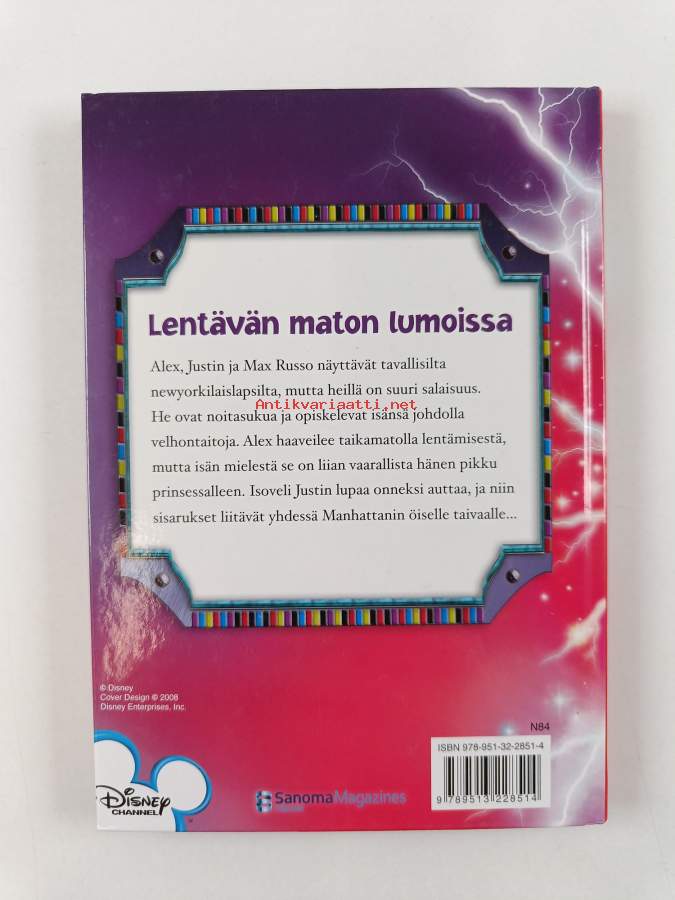 Lentävän maton lumoissa
Alex, Justin ja Max Russo näyttävät tavallisilta
newyorkilaislapsilta, mutta heillä on suuri salaisuus.
Antikvariaatti.net
He ovat noitasukua ja opiskelevat isänsä johdolla
velhontaitoja. Alex haaveilee taikamatolla lentämisestä,
mutta isän mielestä se on liian vaarallista hänen pikku
prinsessalleen. Isoveli Justin lupaa onneksi auttaa, ja niin
sisarukset liitävät yhdessä Manhattanin öiselle taivaalle...
© Disney
Cover Design © 2008
Disney Enterprises, Inc.
N84
ISBN 978-951-32-2851-4
9 789513 228514
Disney
CHANNEL
SanomaMagazines